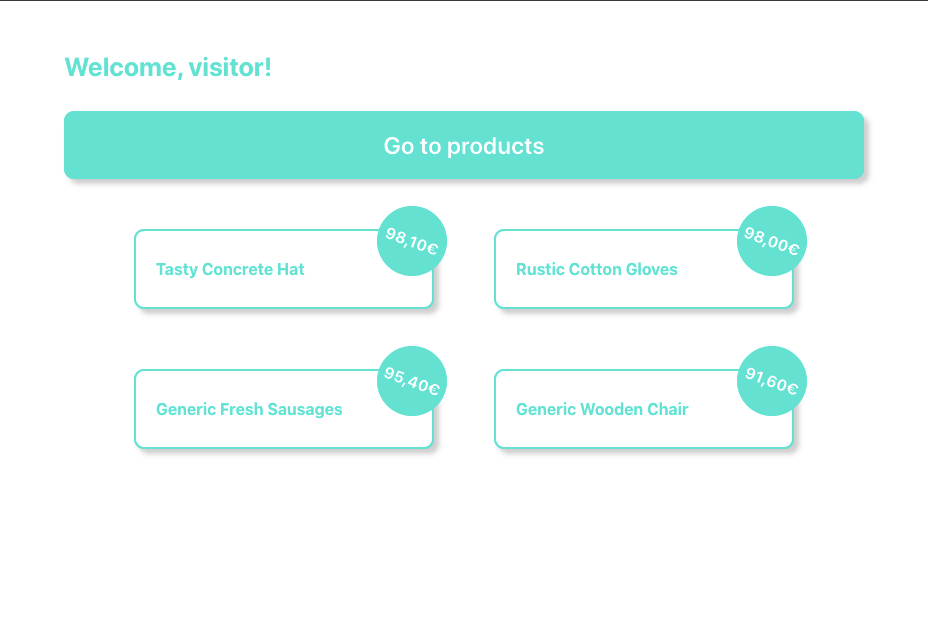 Welcome, visitor!
Go to products
98,10€
Tasty Concrete Hat
98,00€
Rustic Cotton Gloves
95,40€
Generic Fresh Sausages
91,60€
Generic Wooden Chair